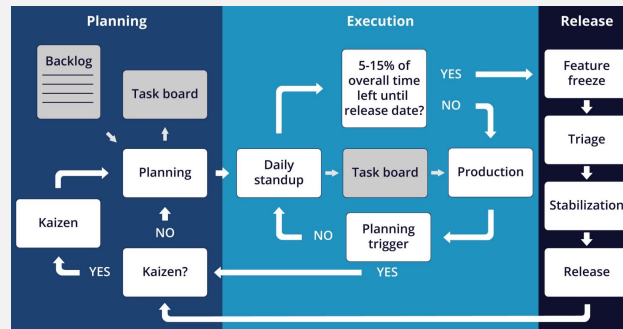 Planning
Execution
Release
Backlog
Task board
5-15% of
overall time
left until
release date?
YES
NO
Feature
freeze
Triage
Planning
Daily
standup
Task board
Production
Stabilization
Kaizen
NO
NO
Planning
trigger
YES
Kaizen?
YES
Release